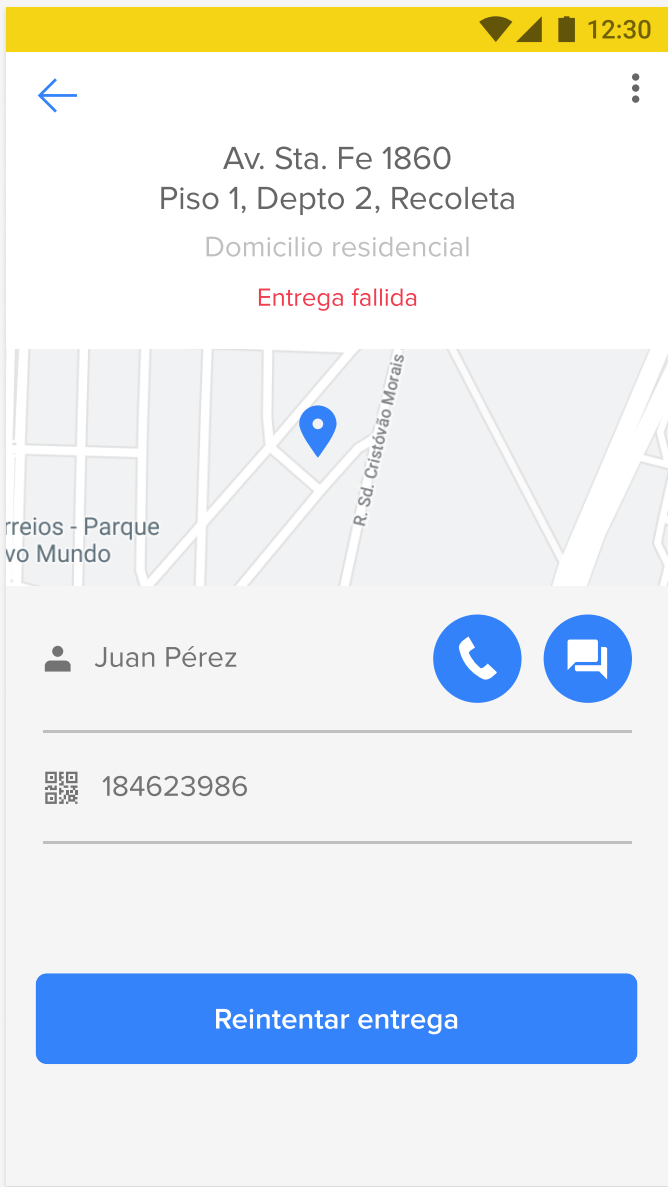 12:30
Av. Sta. Fe 1860
Piso 1, Depto 2, Recoleta
Domicilio residencial
Entrega fallida
R. Sd. Cristóvão Morais
rreios - Parque
vo Mundo
Juan Pérez
184623986
Reintentar entrega